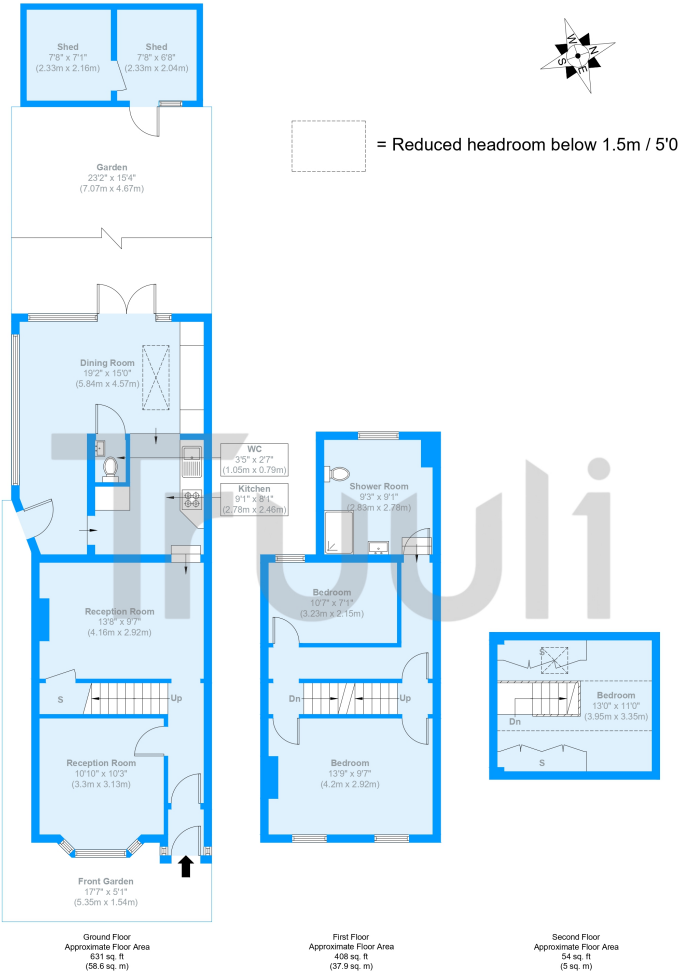 Shed
7'8" x 7'1"
(2.33m x 2.16m)
Shed
7'8" x 6'8"
(2.33m x 2.04m)
W
N
S
E
Garden
23'2" x 15'4"
(7.07m x 4.67m)
= Reduced headroom below 1.5m / 5'0
Dining Room
19'2" x 15'0"
(5.84m x 4.57m)
WC
3'5" x 2'7"
(1.05m x 0.79m)
Kitchen
9'1" x 8'1"
(2.78m x 2.46m)
Truuli
Shower Room
9'3" x 9'1"
(2.83m x 2.78m)
Reception Room
13'8" x 9'7"
(4.16m x 2.92m)
Bedroom
10'7" x 7'1"
(3.23m x 2.15m)
S
Up
Dn
Up
S
Bedroom
13'0" x 11'0"
(3.95m x 3.35m)
Dn
S
Reception Room
10'10" x 10'3"
(3.3m x 3.13m)
Bedroom
13'9" x 9'7"
(4.2m x 2.92m)
Front Garden
17'7" x 5'1"
(5.35m x 1.54m)
Ground Floor
Approximate Floor Area
631 sq. ft
(58.6 sq. m)
First Floor
Approximate Floor Area
408 sq. ft
(37.9 sq. m)
Second Floor
Approximate Floor Area
54 sq. ft
(5 sq. m)